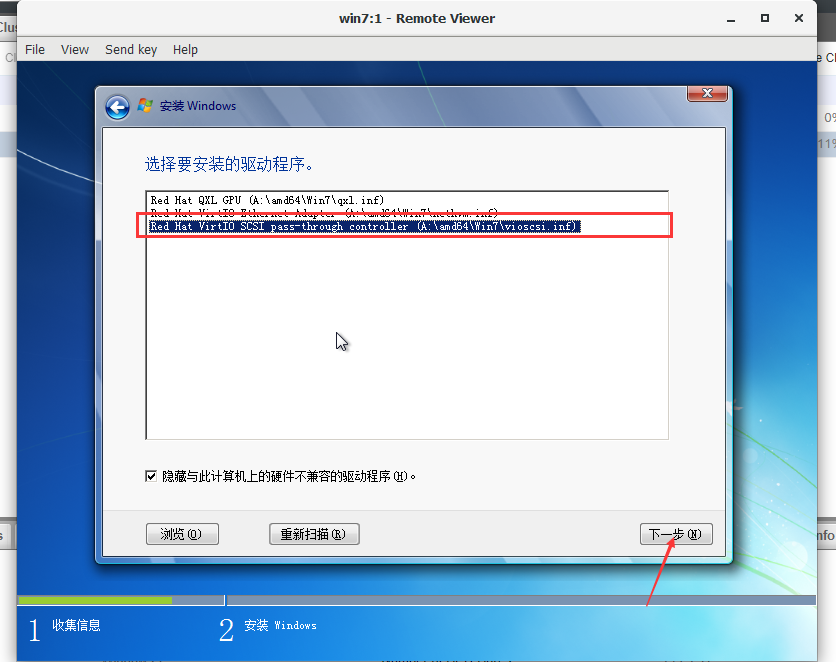 win7:1 - Remote Viewer
File View Send key Help
安装 Windows
选择要安装的驱动程序。
Red Hat QXL GPU (A:\amd64\Win7\qxl.inf)
Red Hat VirtIO Ethernet Adapter (A:\amd64\Win7\netkvm.inf)
Red Hat VirtIO SCSI pass-through controller (A:\amd64\Win7\vioscsi.inf)
隐藏与此计算机上的硬件不兼容的驱动程序(H)。
浏览(O) 重新扫描(R) 下一步(N)
1 收集信息 2 安装 Windows